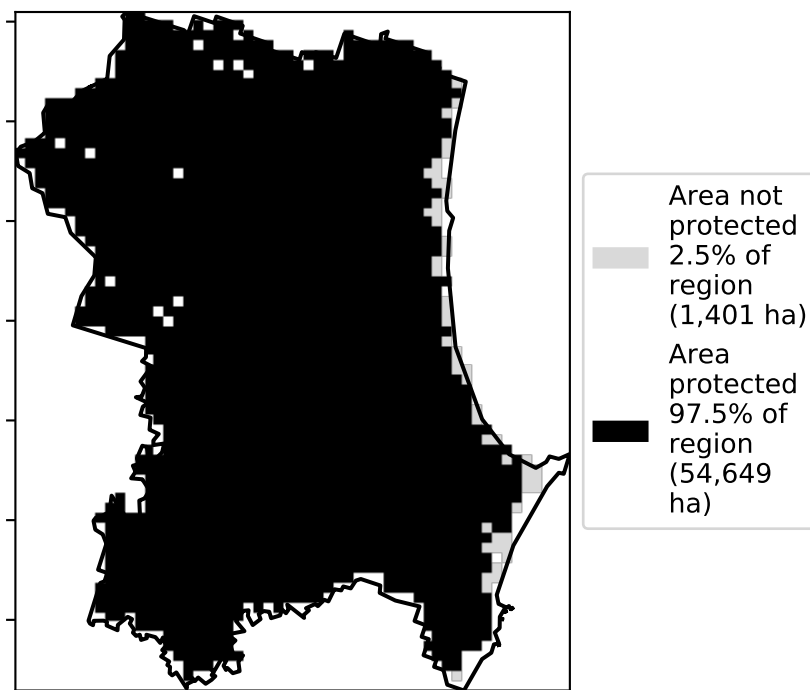 Area not
protected
2.5% of
region
(1,401 ha)
Area
protected
97.5% of
region
(54,649
ha)